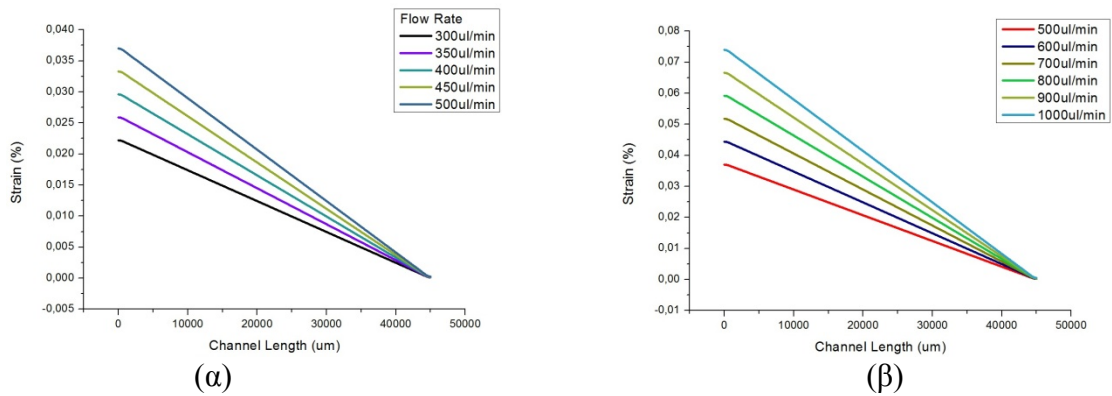 Flow Rate
300ul/min
350ul/min
400ul/min
450ul/min
500ul/min
0,040
0,035
0,030
0,025
0,020
0,015
0,010
0,005
0,000
-0,005
Strain (%)
0 10000 20000 30000 40000 50000
Channel Length (um)
(α)
500ul/min
600ul/min
700ul/min
800ul/min
900ul/min
1000ul/min
0,08
0,07
0,06
0,05
0,04
0,03
0,02
0,01
0,00
-0,01
Strain (%)
0 10000 20000 30000 40000 50000
Channel Length (um)
(β)